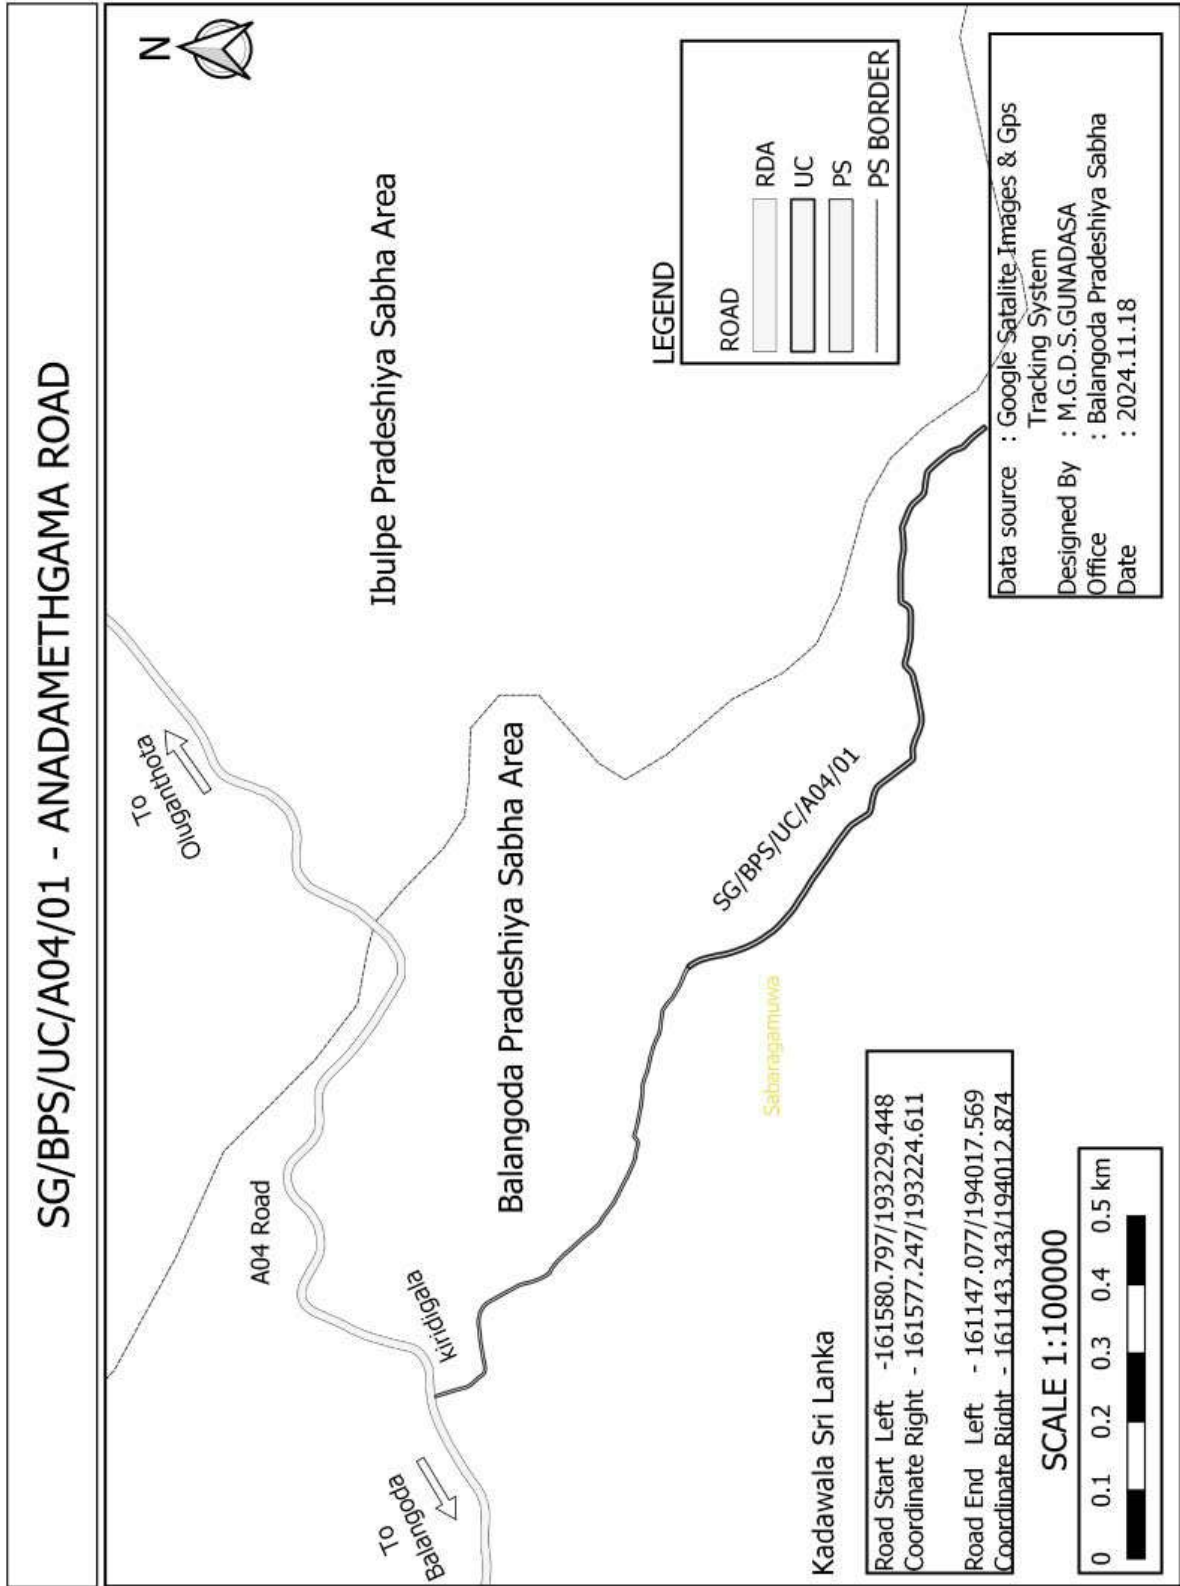 SG/BPS/UC/A04/01 - ANADAMETHGAMA ROAD
N
To
Oluganthota
Ibulpe Pradeshiya Sabha Area
A04 Road
Balangoda Pradeshiya Sabha Area
Kiridigala
To
Balangoda
SG/BPS/UC/A04/01
Sabaragamuwa
LEGEND
ROAD
RDA
UC
PS
PS BORDER
Kadawala Sri Lanka
Road Start Left -161580.797/193229.448
Coordinate Right - 161577.247/193224.611
Road End Left - 161147.077/194017.569
Coordinate Right - 161143.343/194012.874
SCALE 1:100000
0 0.1 0.2 0.3 0.4 0.5 km
Data source : Google Satalite Images & Gps
Tracking System
Designed By : M.G.D.S.GUNADASA
Office : Balangoda Pradeshiya Sabha
Date : 2024.11.18